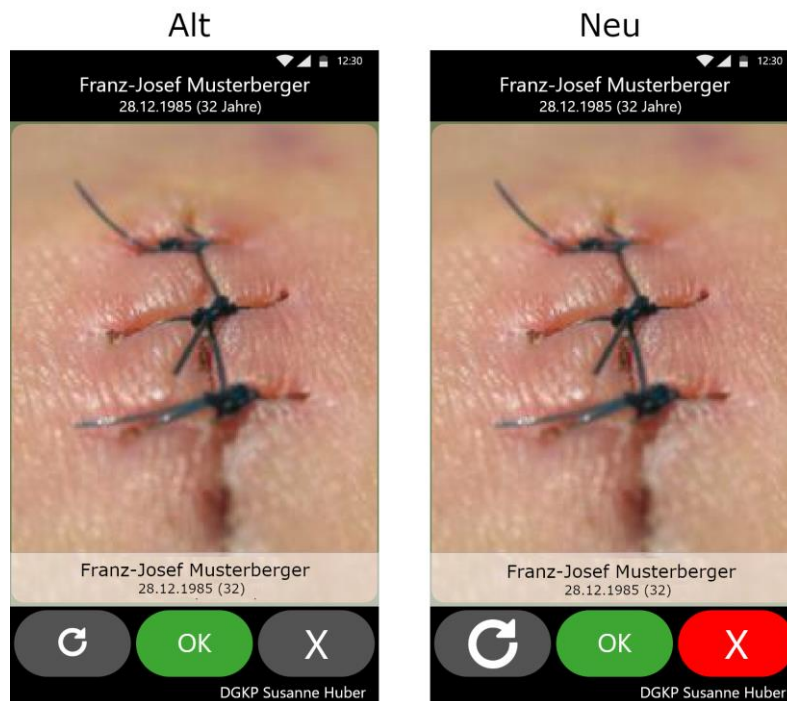 Alt
12:30
Franz-Josef Musterberger
28.12.1985 (32 Jahre)
Franz-Josef Musterberger
28.12.1985 (32)
OK
X
DGKP Susanne Huber
Neu
12:30
Franz-Josef Musterberger
28.12.1985 (32 Jahre)
Franz-Josef Musterberger
28.12.1985 (32)
OK
X
DGKP Susanne Huber